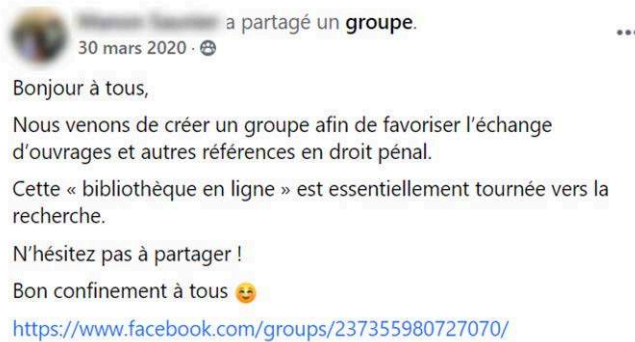 a partagé un groupe.
30 mars 2020 ·
Bonjour à tous,
Nous venons de créer un groupe afin de favoriser l’échange
d’ouvrages et autres références en droit pénal.
Cette « bibliothèque en ligne » est essentiellement tournée vers la
recherche.
N’hésitez pas à partager !
Bon confinement à tous 😊
https://www.facebook.com/groups/237355980727070/